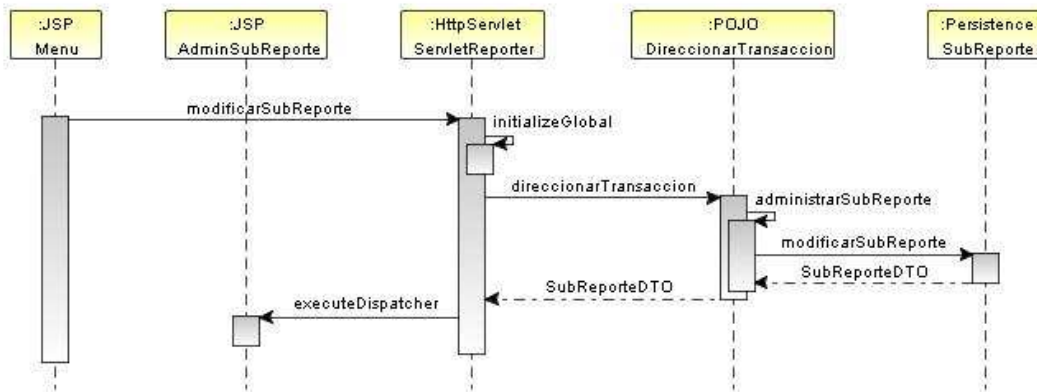 :JSP
Menu
:JSP
AdminSubReporte
:HttpServlet
ServletReporter
:POJO
DireccionarTransaccion
:Persistence
SubReporte
modificarSubReporte
initializeGlobal
direccionarTransaccion
administrarSubReporte
modificarSubReporte
SubReporteDTO
SubReporteDTO
executeDispatcher